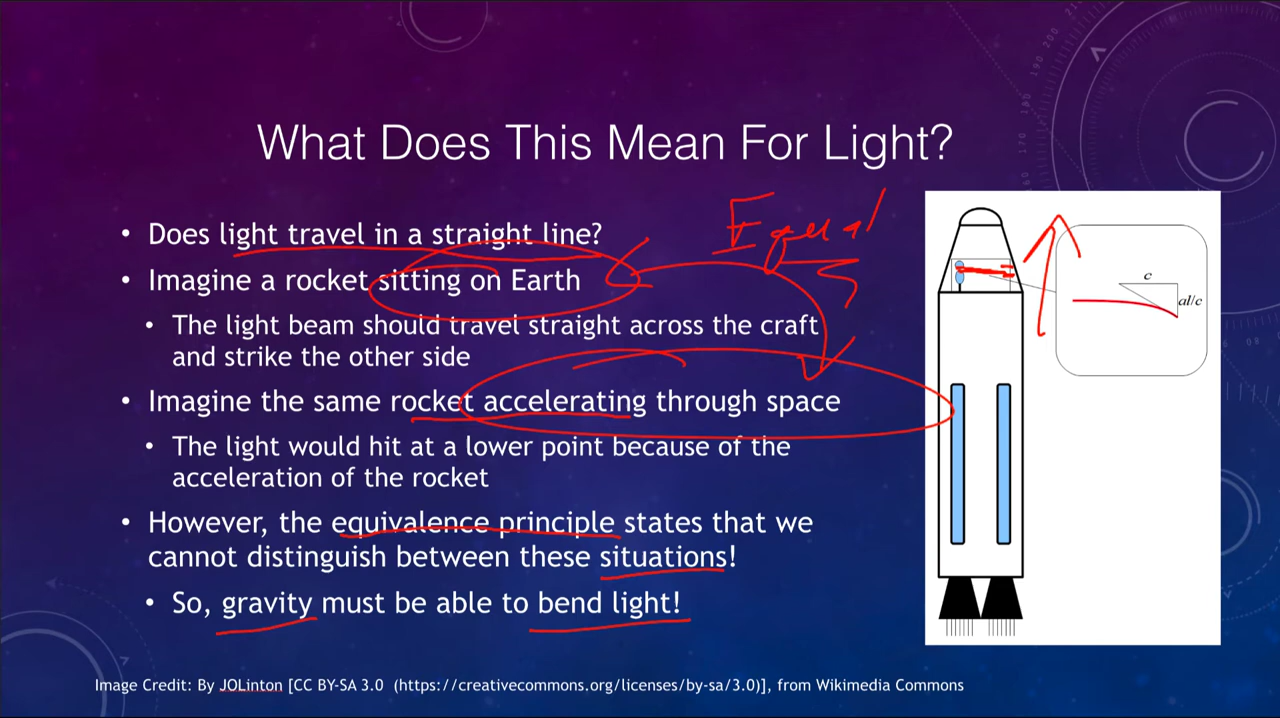 What Does This Mean For Light?
• Does light travel in a straight line?
• Imagine a rocket sitting on Earth
• The light beam should travel straight across the craft
and strike the other side
• Imagine the same rocket accelerating through space
• The light would hit at a lower point because of the
acceleration of the rocket
• However, the equivalence principle states that we
cannot distinguish between these situations!
• So, gravity must be able to bend light!
Equal
c
al/c
Image Credit: By JOLinton [CC BY-SA 3.0 (https://creativecommons.org/licenses/by-sa/3.0)], from Wikimedia Commons